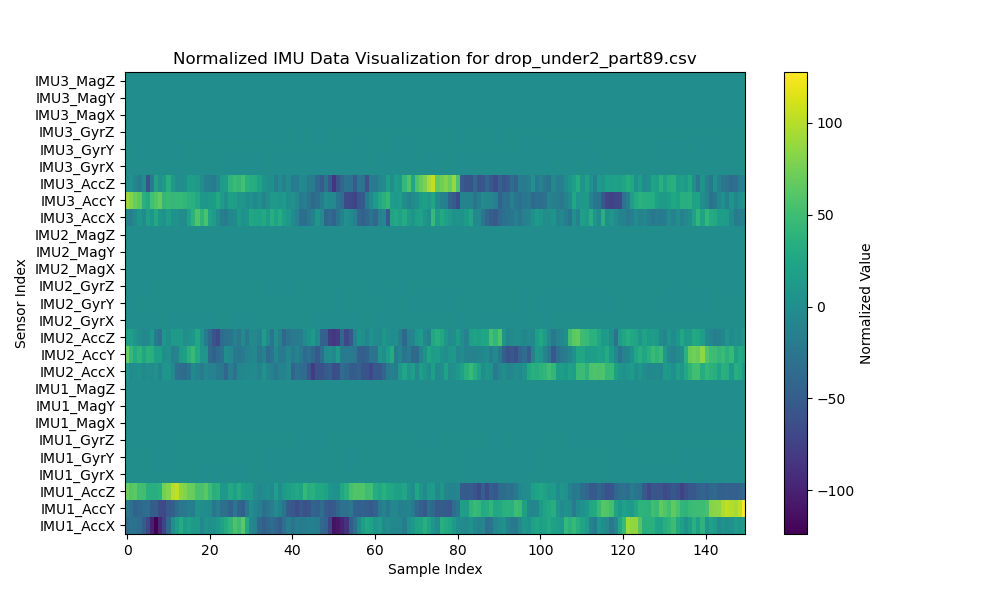 Normalized IMU Data Visualization for drop_under2_part89.csv
IMU3_MagZ
IMU3_MagY
IMU3_MagX
IMU3_GyrZ
IMU3_GyrY
IMU3_GyrX
IMU3_AccZ
IMU3_AccY
IMU3_AccX
IMU2_MagZ
IMU2_MagY
IMU2_MagX
IMU2_GyrZ
IMU2_GyrY
IMU2_GyrX
IMU2_AccZ
IMU2_AccY
IMU2_AccX
IMU1_MagZ
IMU1_MagY
IMU1_MagX
IMU1_GyrZ
IMU1_GyrY
IMU1_GyrX
IMU1_AccZ
IMU1_AccY
IMU1_AccX
Sensor Index
0 20 40 60 80 100 120 140
Sample Index
100
50
0
−50
−100
Normalized Value